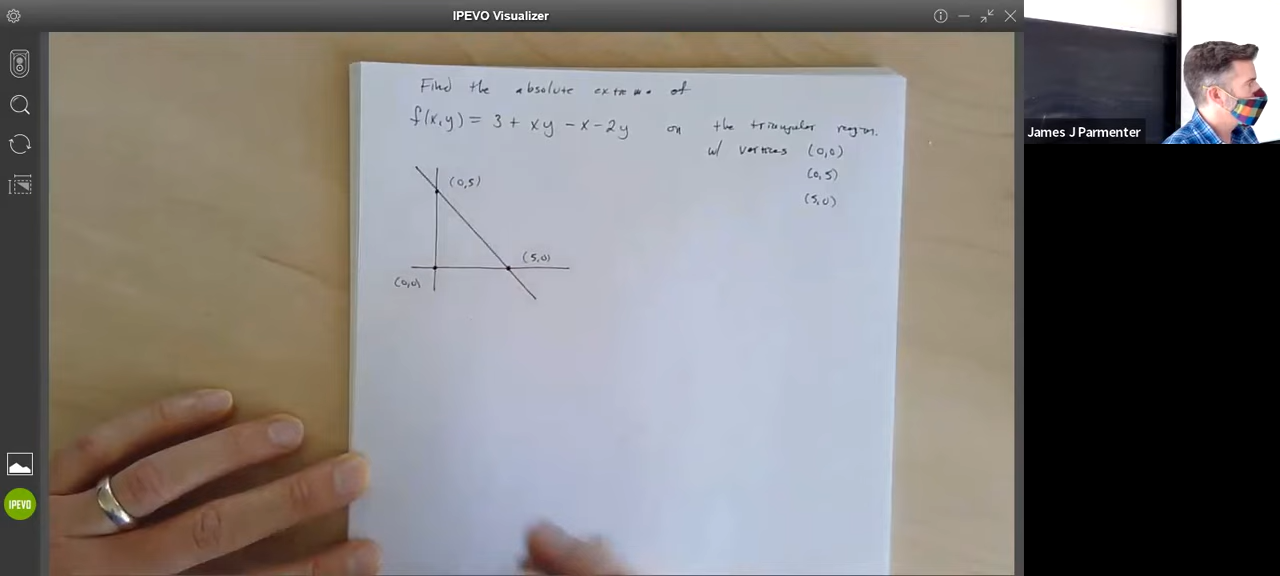 IPEVO Visualizer
Find the absolute extrema of
f(x,y) = 3 + xy - x - 2y on the triangular region.
w/ vertices (0,0)
(0,5)
(5,0)
(0,5)
(5,0)
(0,0)
James J Parmenter
IPEVO